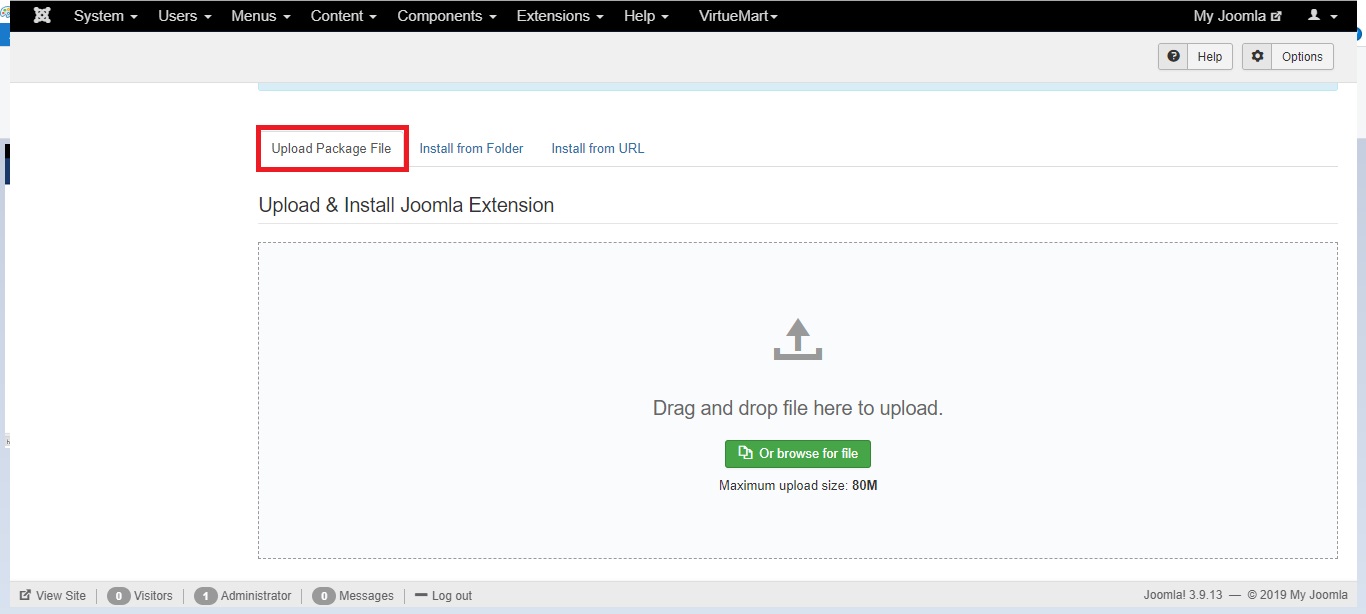 System Users Menus Content Components Extensions Help VirtueMart My Joomla
Help Options
Upload Package File Install from Folder Install from URL
Upload & Install Joomla Extension
Drag and drop file here to upload.
Or browse for file
Maximum upload size: 80M
View Site 0 Visitors 1 Administrator 0 Messages Log out Joomla! 3.9.13 — © 2019 My Joomla